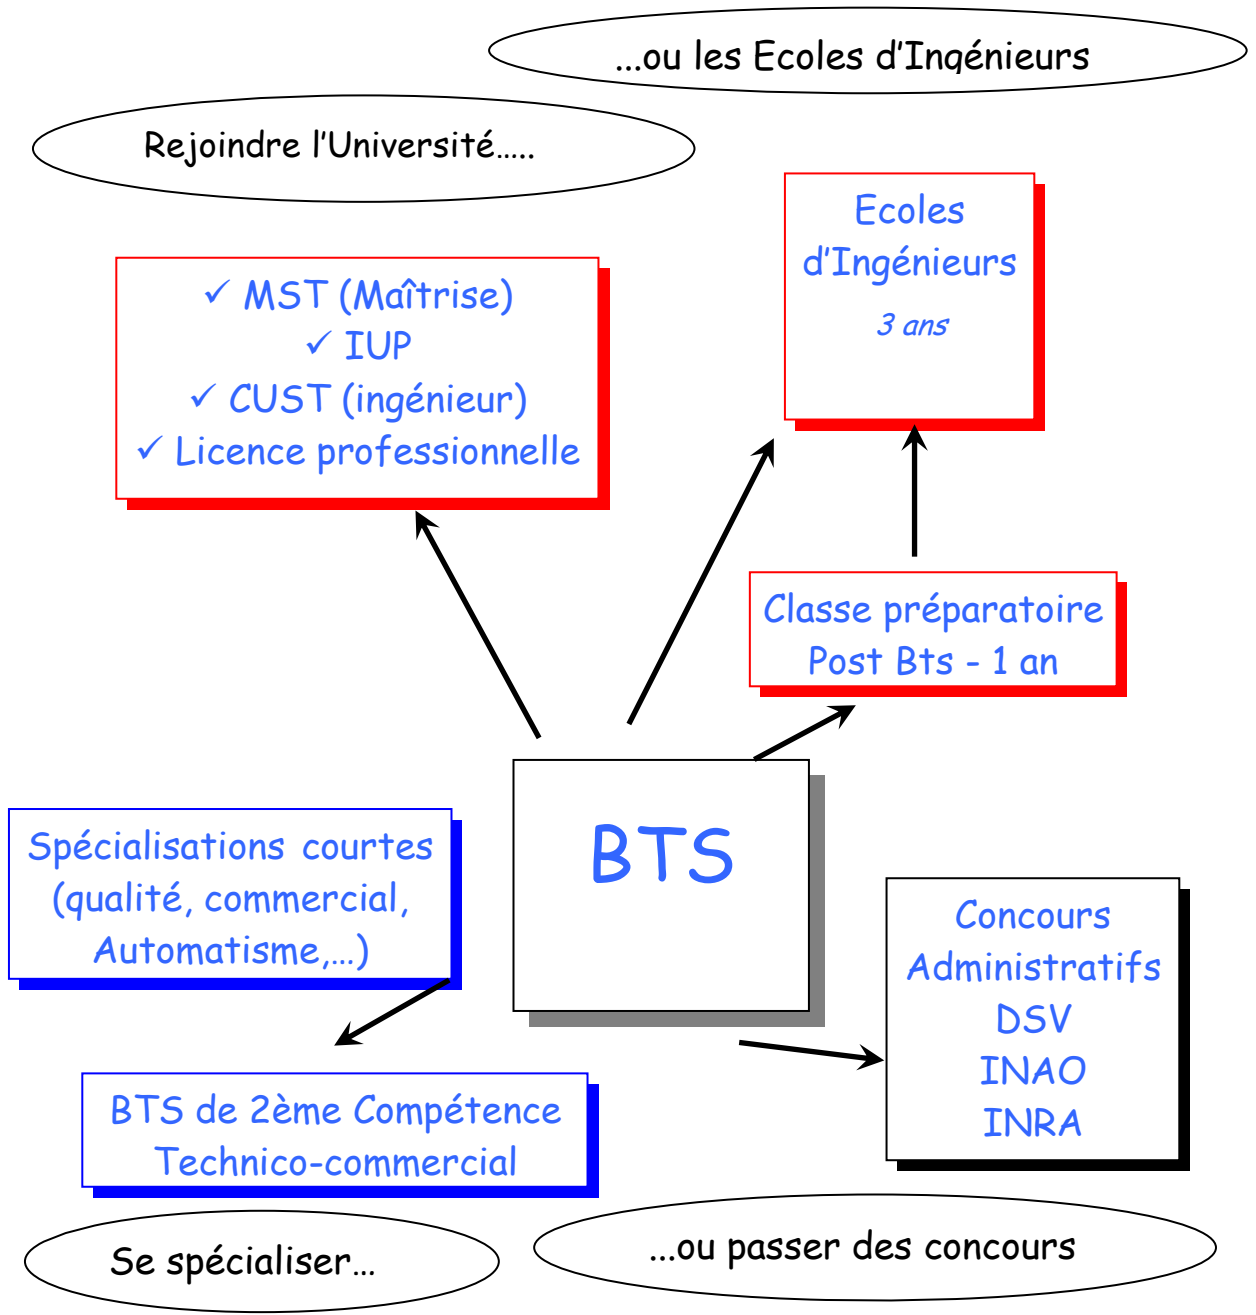 ...ou les Ecoles d'Ingénieurs
Rejoindre l'Université.....
Ecoles
d'Ingénieurs
3 ans
✓ MST (Maîtrise)
✓ IUP
✓ CUST (ingénieur)
✓ Licence professionnelle
Classe préparatoire
Post Bts - 1 an
BTS
Spécialisations courtes
(qualité, commercial,
Automatisme,...)
Concours
Administratifs
DSV
INAO
INRA
BTS de 2ème Compétence
Technico-commercial
Se spécialiser...
...ou passer des concours